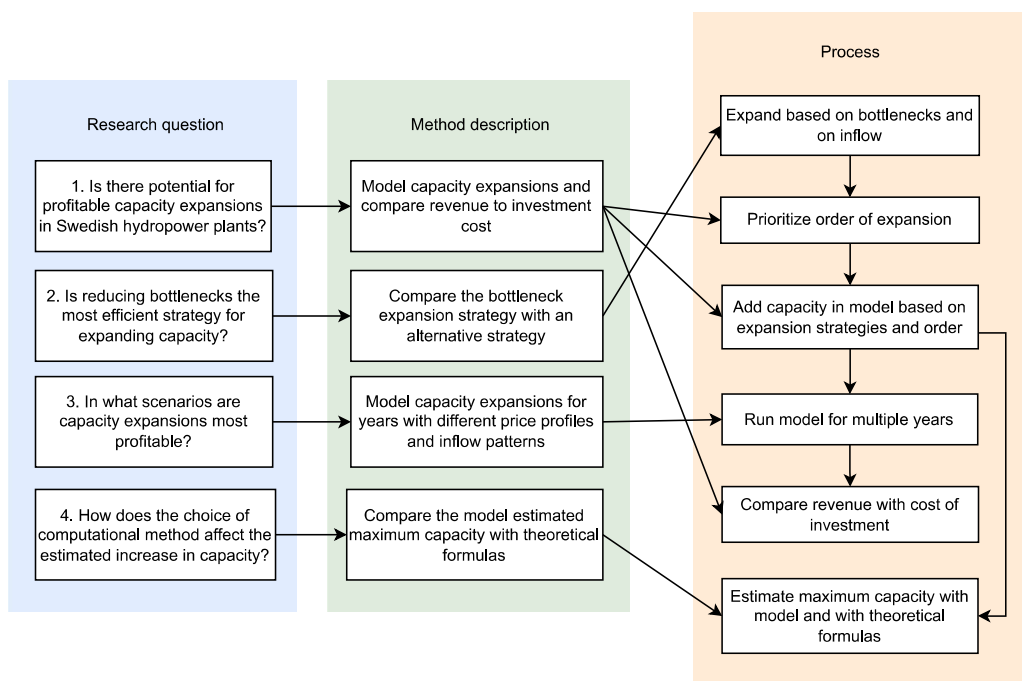 Process
Research question
Method description
1. Is there potential for
profitable capacity expansions
in Swedish hydropower plants?
2. Is reducing bottlenecks the
most efficient strategy for
expanding capacity?
3. In what scenarios are
capacity expansions most
profitable?
4. How does the choice of
computational method affect the
estimated increase in capacity?
Model capacity expansions and
compare revenue to investment
cost
Compare the bottleneck
expansion strategy with an
alternative strategy
Model capacity expansions for
years with different price profiles
and inflow patterns
Compare the model estimated
maximum capacity with theoretical
formulas
Expand based on bottlenecks and
on inflow
Prioritize order of expansion
Add capacity in model based on
expansion strategies and order
Run model for multiple years
Compare revenue with cost of
investment
Estimate maximum capacity with
model and with theoretical
formulas